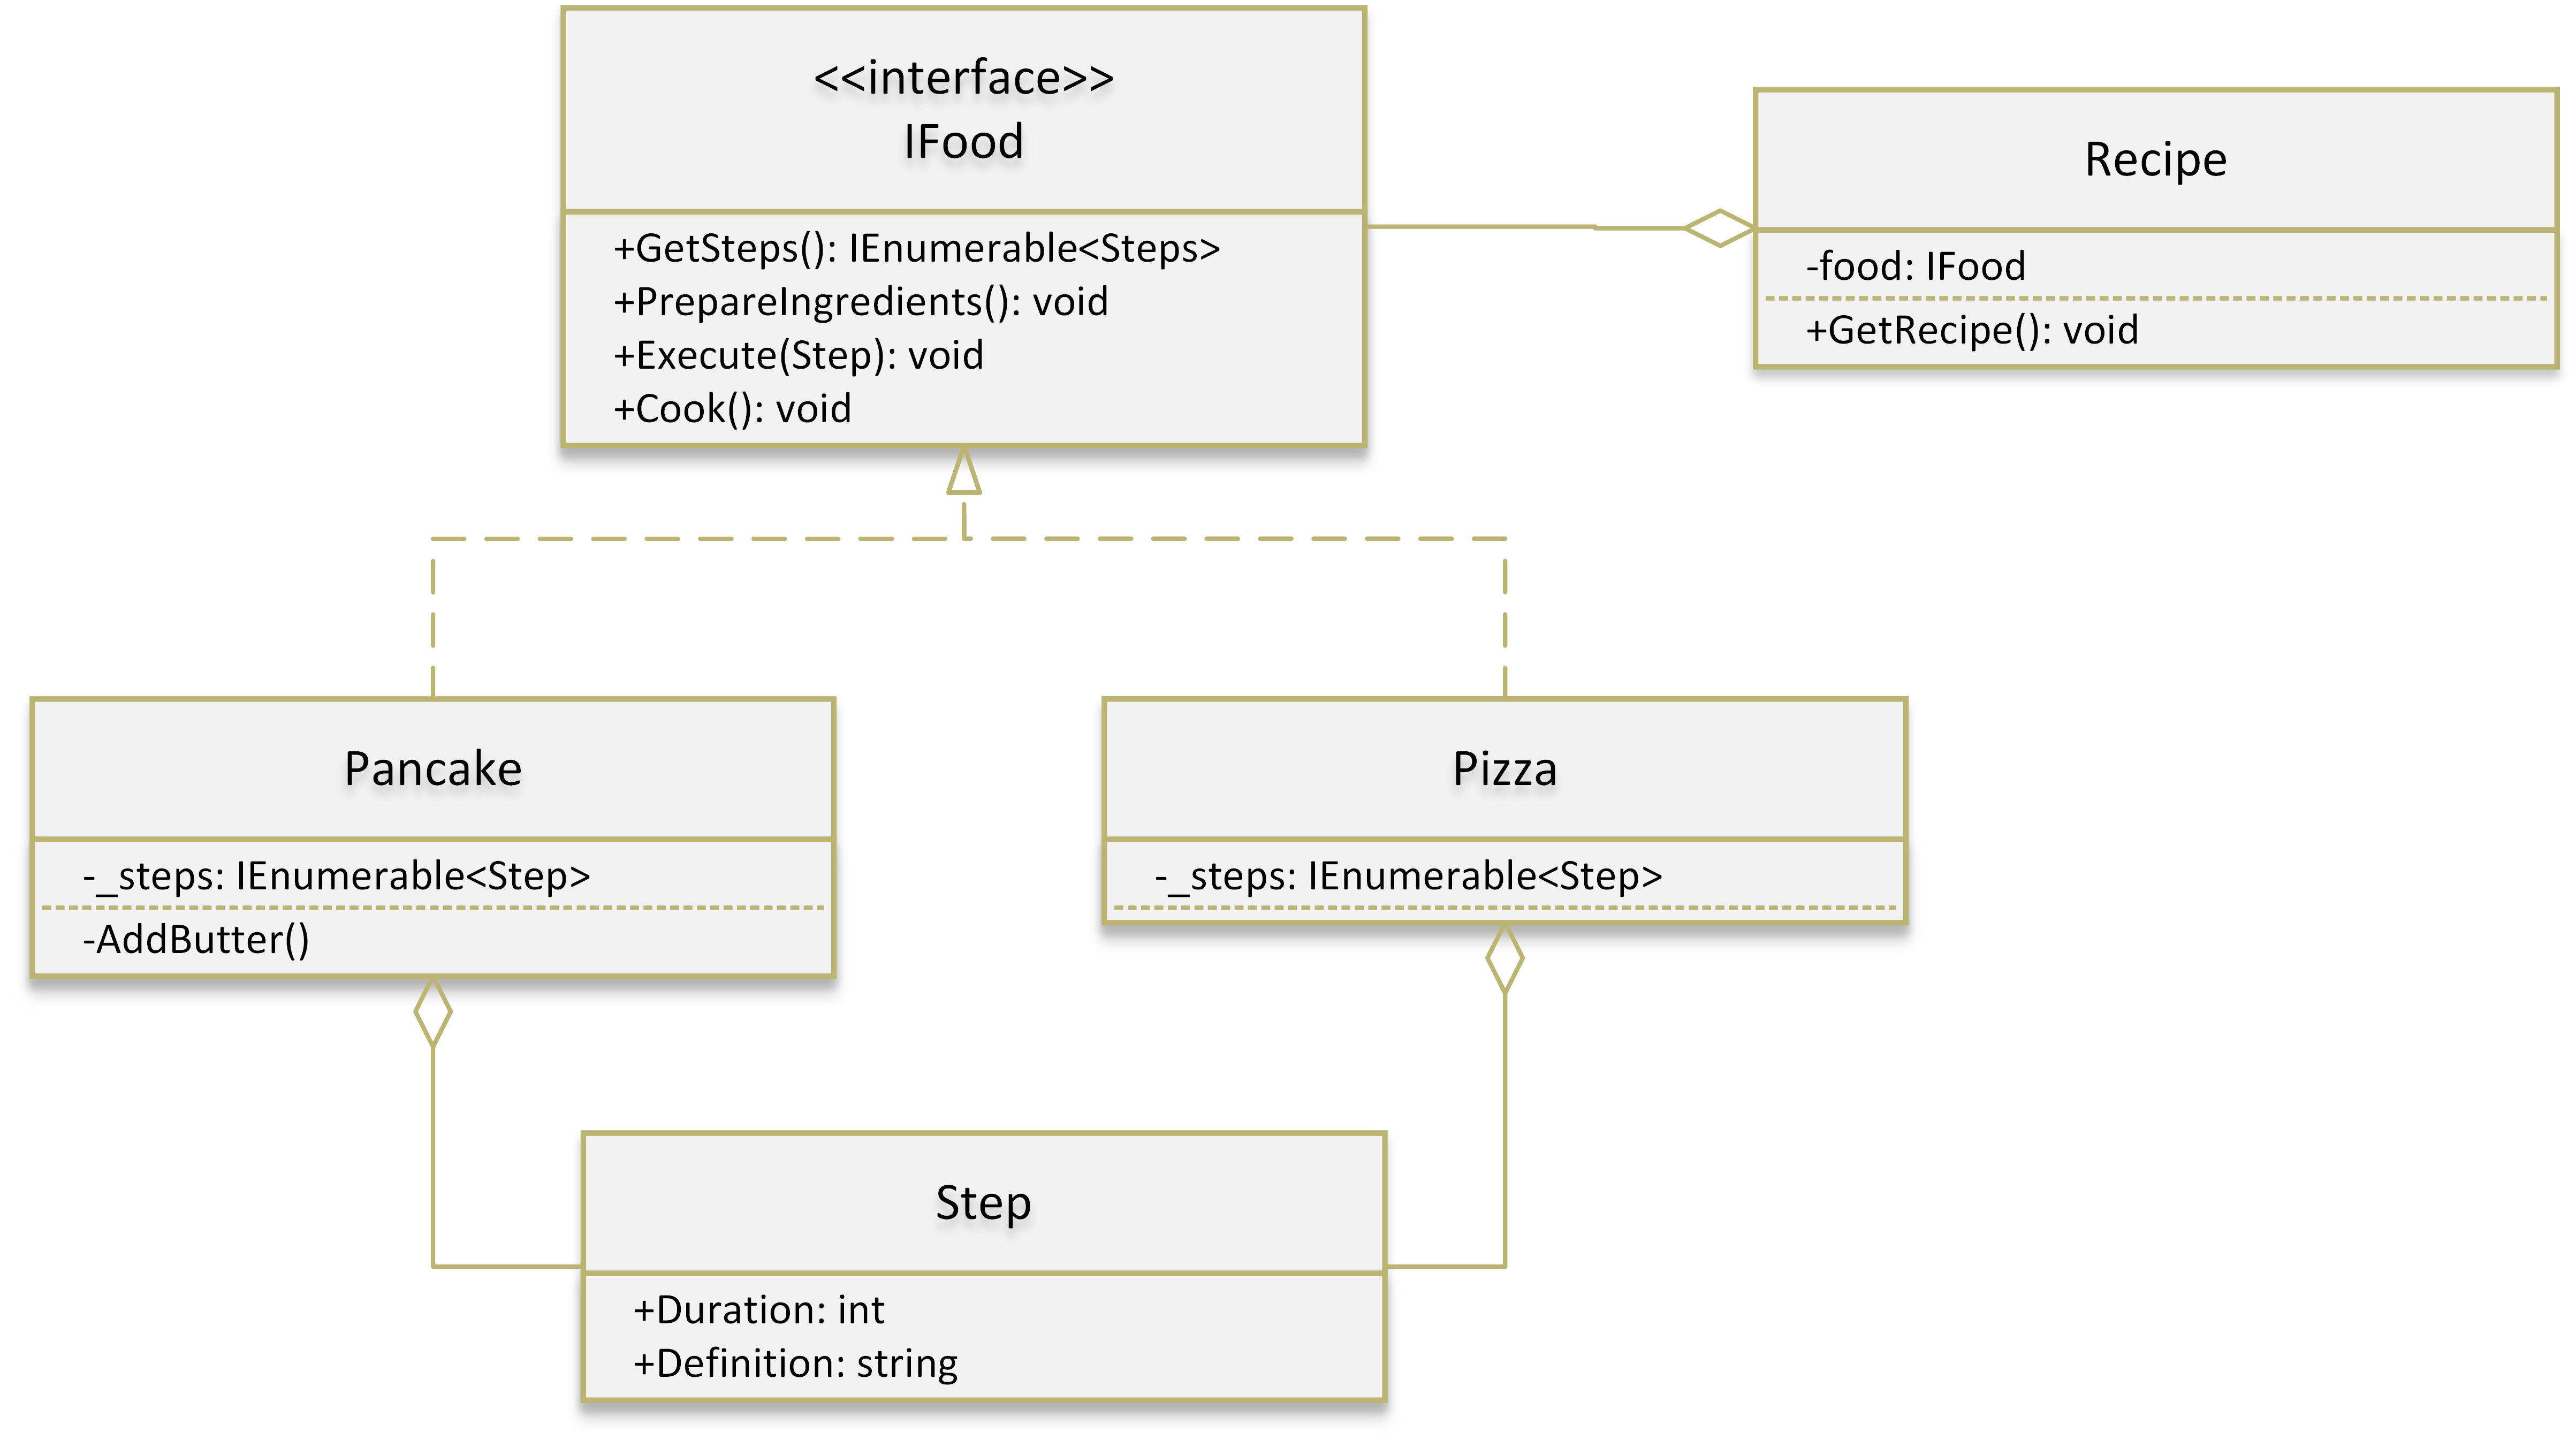 <<interface>>
IFood
+GetSteps(): IEnumerable<Steps>
+PrepareIngredients(): void
+Execute(Step): void
+Cook(): void
Recipe
-food: IFood
+GetRecipe(): void
Pancake
-_steps: IEnumerable<Step>
-AddButter()
Pizza
-_steps: IEnumerable<Step>
Step
+Duration: int
+Definition: string